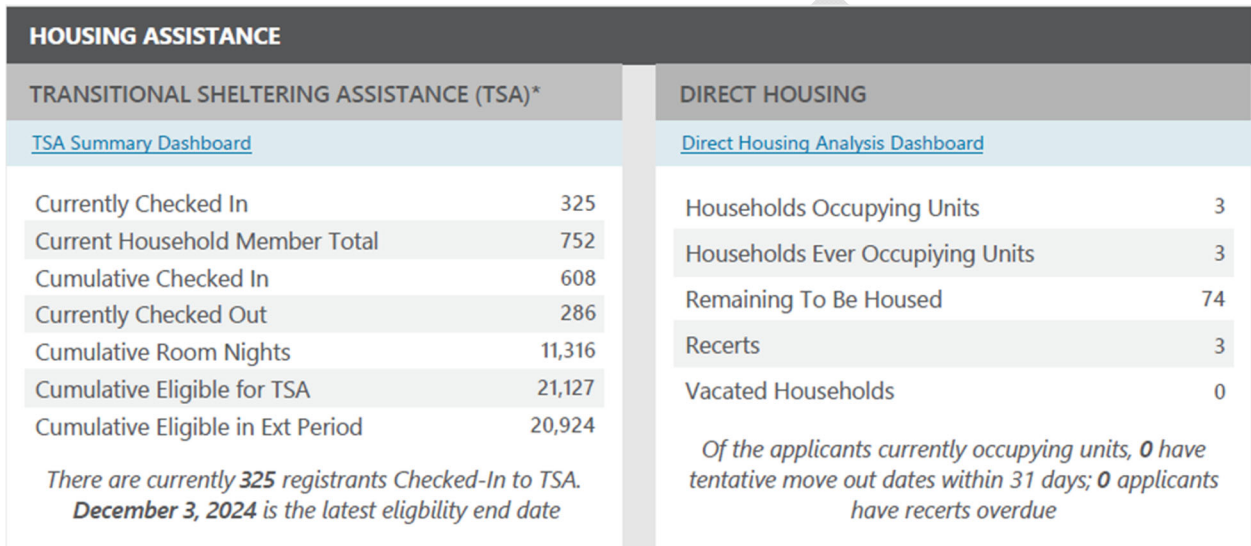 HOUSING ASSISTANCE
TRANSITIONAL SHELTERING ASSISTANCE (TSA)*
TSA Summary Dashboard
Currently Checked In 325
Current Household Member Total 752
Cumulative Checked In 608
Currently Checked Out 286
Cumulative Room Nights 11,316
Cumulative Eligible for TSA 21,127
Cumulative Eligible in Ext Period 20,924
There are currently 325 registrants Checked-In to TSA.
December 3, 2024 is the latest eligbility end date
DIRECT HOUSING
Direct Housing Analysis Dashboard
Households Occupying Units 3
Households Ever Occupiying Units 3
Remaining To Be Housed 74
Recerts 3
Vacated Households 0
Of the applicants currently occupying units, 0 have
tentative move out dates within 31 days; 0 applicants
have recerts overdue